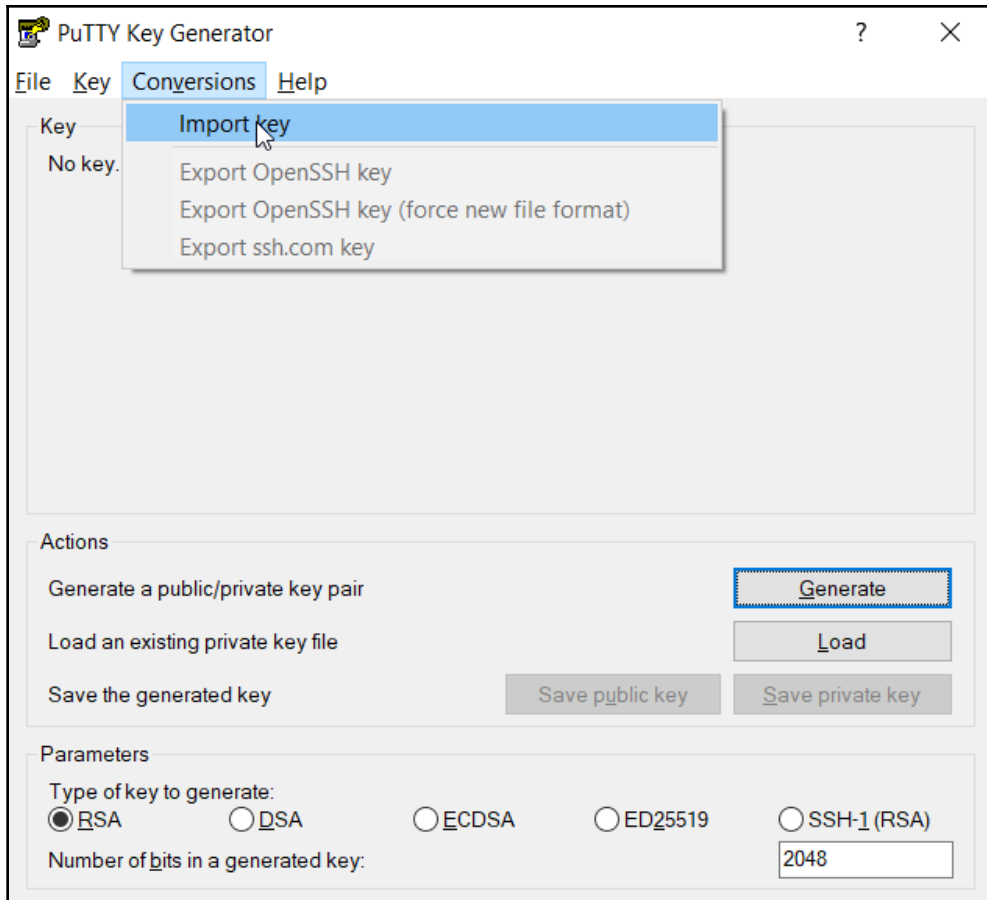 PuTTY Key Generator ?
File Key Conversions Help
Import key
Export OpenSSH key
Export OpenSSH key (force new file format)
Export ssh.com key
Key
No key.
Actions
Generate a public/private key pair Generate
Load an existing private key file Load
Save the generated key Save public key Save private key
Parameters
Type of key to generate:
RSA DSA ECDSA ED25519 SSH-1 (RSA)
Number of bits in a generated key: 2048